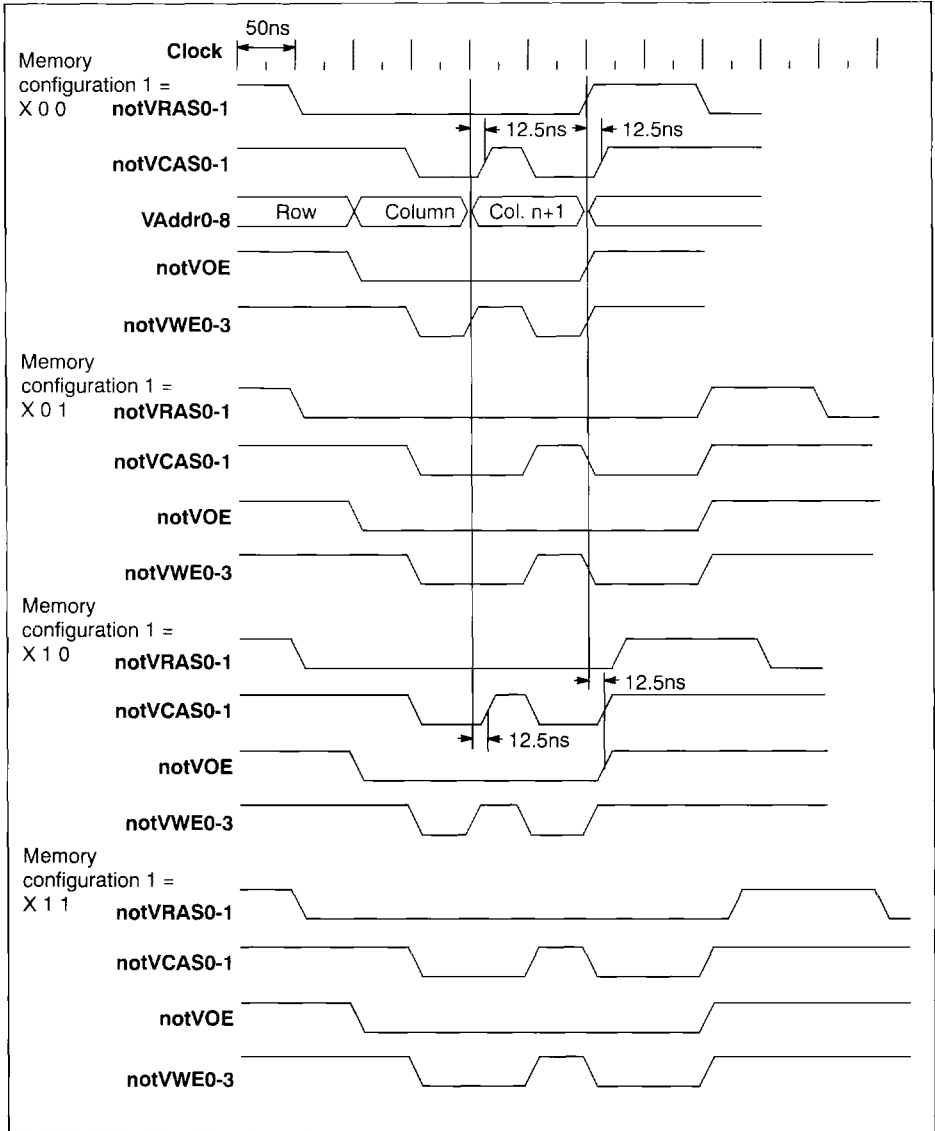 50ns
Clock
Memory
configuration 1 =
X 0 0
notVRAS0-1
12.5ns
12.5ns
notVCAS0-1
VAddr0-8
Row
Column
Col. n+1
notVOE
notVWE0-3
Memory
configuration 1 =
X 0 1
notVRAS0-1
notVCAS0-1
notVOE
notVWE0-3
Memory
configuration 1 =
X 1 0
notVRAS0-1
12.5ns
notVCAS0-1
12.5ns
notVOE
notVWE0-3
Memory
configuration 1 =
X 1 1
notVRAS0-1
notVCAS0-1
notVOE
notVWE0-3